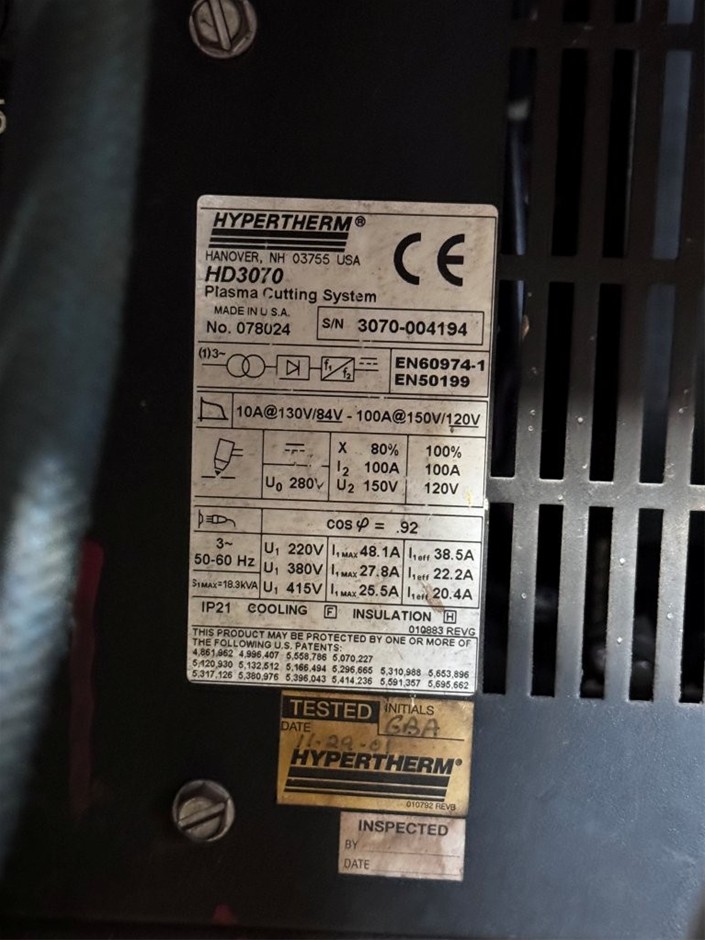 5
HYPERTHERM®
HANOVER, NH 03755 USA
HD3070
Plasma Cutting System
CE
MADE IN U.S.A.
No. 078024
S/N 3070-004194
(1)3~
f1
f2
EN60974-1
EN50199
10A@130V/84V - 100A@150V/120V
X 80% 100%
I2 100A 100A
U0 280V U2 150V 120V
cos φ = .92
3~
50-60 Hz
S1MAX=18.3kVA
U1 220V I1MAX 48.1A I1eff 38.5A
U1 380V I1MAX 27.8A I1eff 22.2A
U1 415V I1MAX 25.5A I1eff 20.4A
IP21 COOLING F INSULATION H
010883 REVG
THIS PRODUCT MAY BE PROTECTED BY ONE OR MORE OF
THE FOLLOWING U.S. PATENTS:
4,861,962 4,996,407 5,558,786 5,070,227
5,120,930 5,132,512 5,166,494 5,296,665 5,310,988 5,653,896
5,317,126 5,380,976 5,396,043 5,414,236 5,591,357 5,695,662
TESTED INITIALS
DATE GBA
11-29-01
HYPERTHERM®
010792 REVB
INSPECTED
BY
DATE